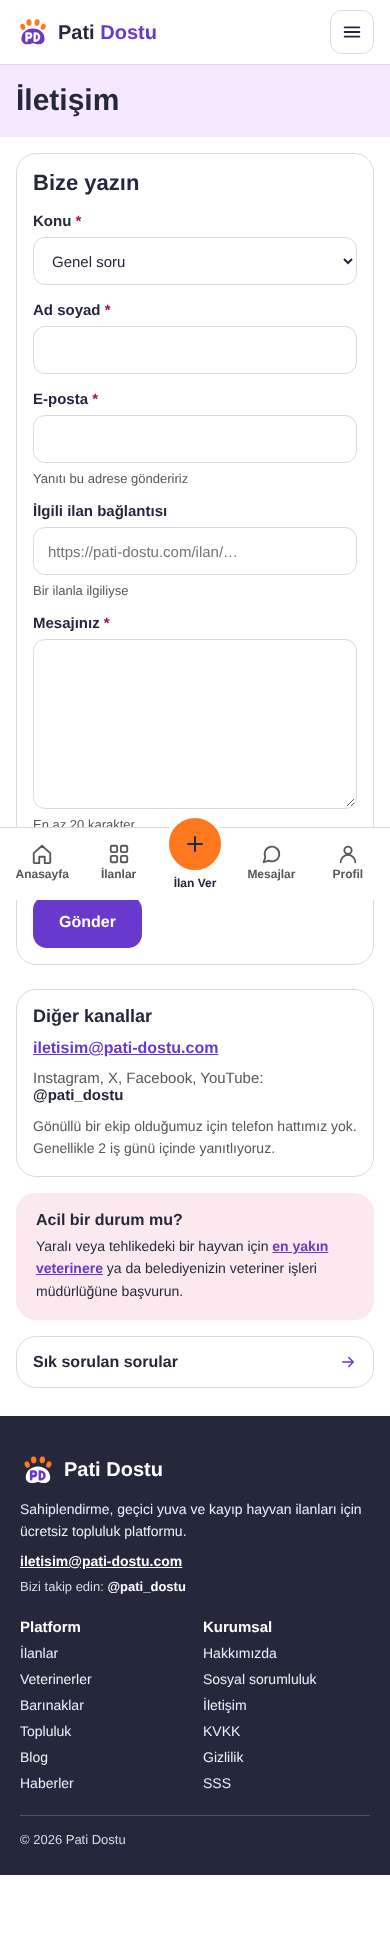 PD Pati Dostu
İletişim
Bize yazın
Konu *
Genel soru
Ad soyad *
E-posta *
Yanıtı bu adrese göndeririz
İlgili ilan bağlantısı
https://pati-dostu.com/ilan/…
Bir ilanla ilgiliyse
Mesajınız *
En az 20 karakter
Anasayfa
İlanlar
İlan Ver
Mesajlar
Profil
Gönder
Diğer kanallar
iletisim@pati-dostu.com
Instagram, X, Facebook, YouTube:
@pati_dostu
Gönüllü bir ekip olduğumuz için telefon hattımız yok.
Genellikle 2 iş günü içinde yanıtlıyoruz.
Acil bir durum mu?
Yaralı veya tehlikedeki bir hayvan için en yakın
veterinere ya da belediyenizin veteriner işleri
müdürlüğüne başvurun.
Sık sorulan sorular
PD Pati Dostu
Sahiplendirme, geçici yuva ve kayıp hayvan ilanları için
ücretsiz topluluk platformu.
iletisim@pati-dostu.com
Bizi takip edin: @pati_dostu
Platform
İlanlar
Veterinerler
Barınaklar
Topluluk
Blog
Haberler
Kurumsal
Hakkımızda
Sosyal sorumluluk
İletişim
KVKK
Gizlilik
SSS
© 2026 Pati Dostu